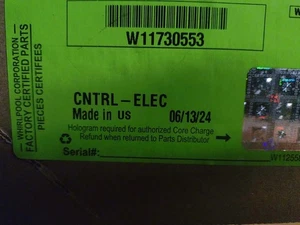 W11730553
WHIRLPOOL CORPORATION
FACTORY CERTIFIED PARTS
PIECES CERTIFEES
CNTRL-ELEC
Made in US 06/13/24
Hologram required for authorized Core Charge
Refund when returned to Parts Distributor
Serial#: